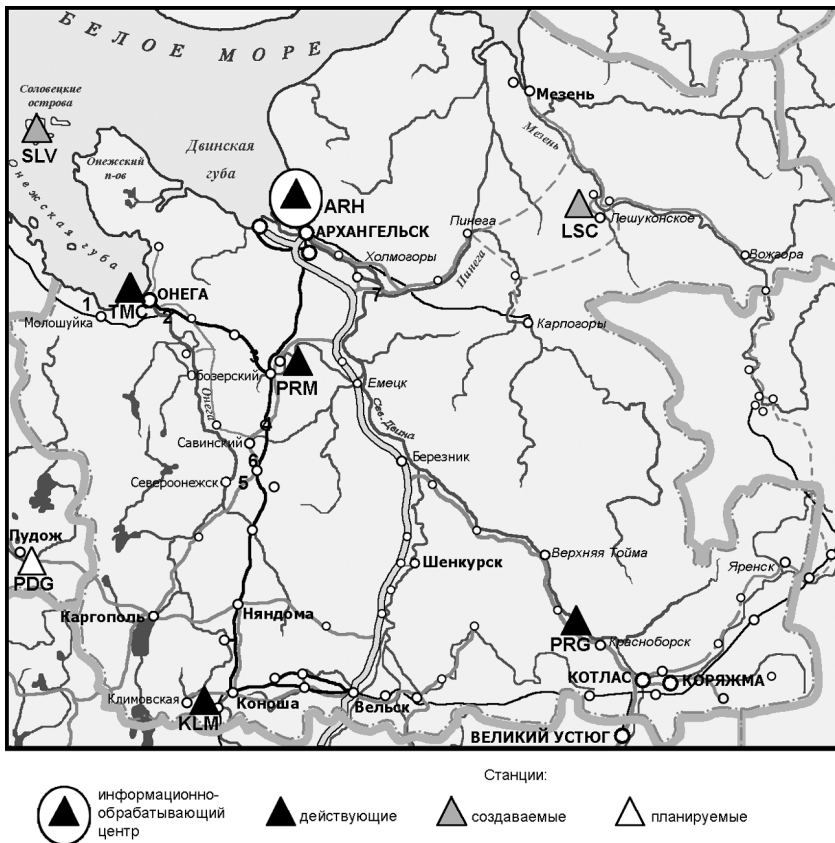 БЕЛОЕ МОРЕ
Соловецкие
острова
SLV
Онежский
п-ов
Двинская
губа
Онежская губа
Мезень
Мезень
ARH
АРХАНГЕЛЬСК
LSC
Лешуконское
Пинега
Холмогоры
Пинега
Вожгора
7
ОНЕГА
ТМС
1
2
Молошуйка
Карпогоры
3
Обозерский
PRM
Емецк
Онега
Сев. Двина
4
Савинский
6
5
Североонежск
Березник
Пудож
PDG
Шенкурск
Верхняя Тойма
Яренск
Каргополь
Няндома
PRG
Красноборск
КОТЛАС
КОРЯЖМА
Климовская
KLM
Коноша
Вельск
ВЕЛИКИЙ УСТЮГ
Станции:
информационно-
обрабатывающий
центр
действующие
создаваемые
планируемые